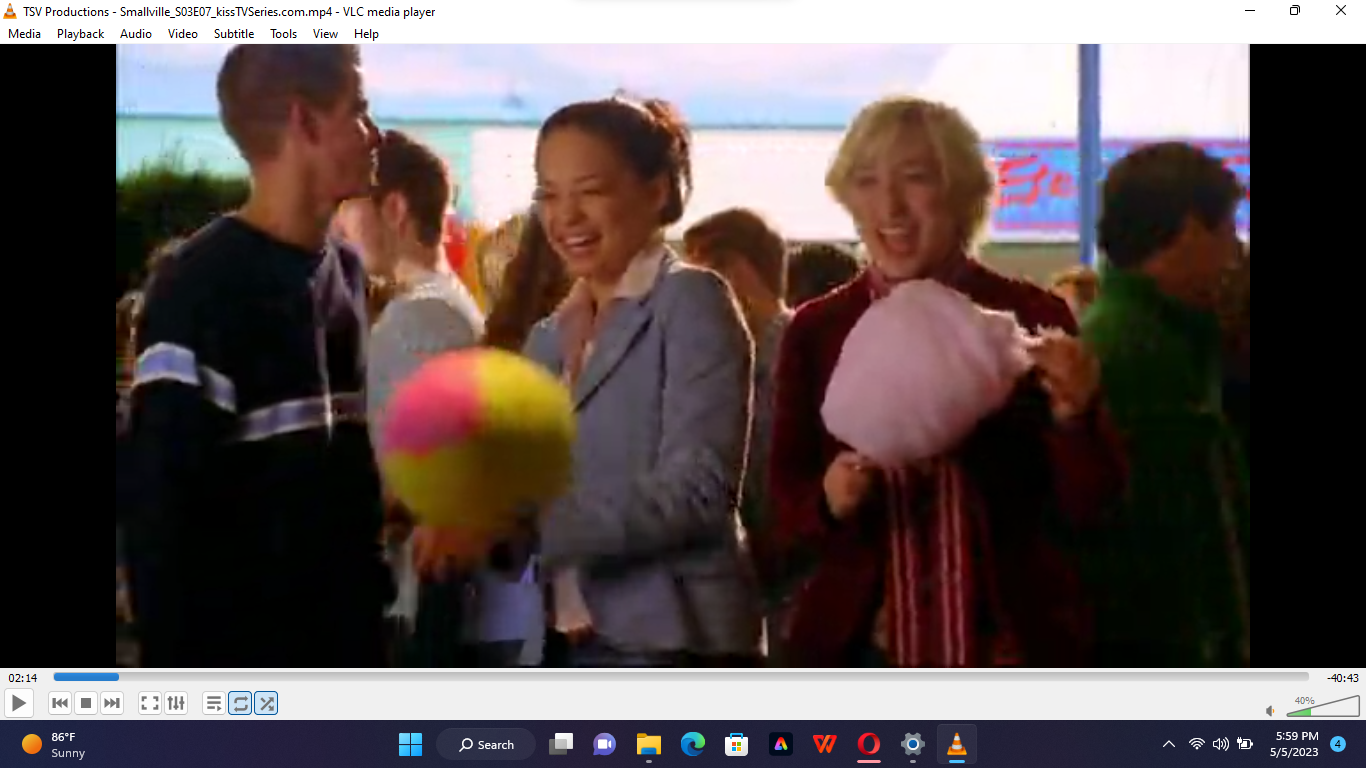 TSV Productions - Smallville_S03E07_kissTVSeries.com.mp4 - VLC media player
Media Playback Audio Video Subtitle Tools View Help
02:14
-40:43
40%
86°F
Sunny
Search
5:59 PM
5/5/2023
4